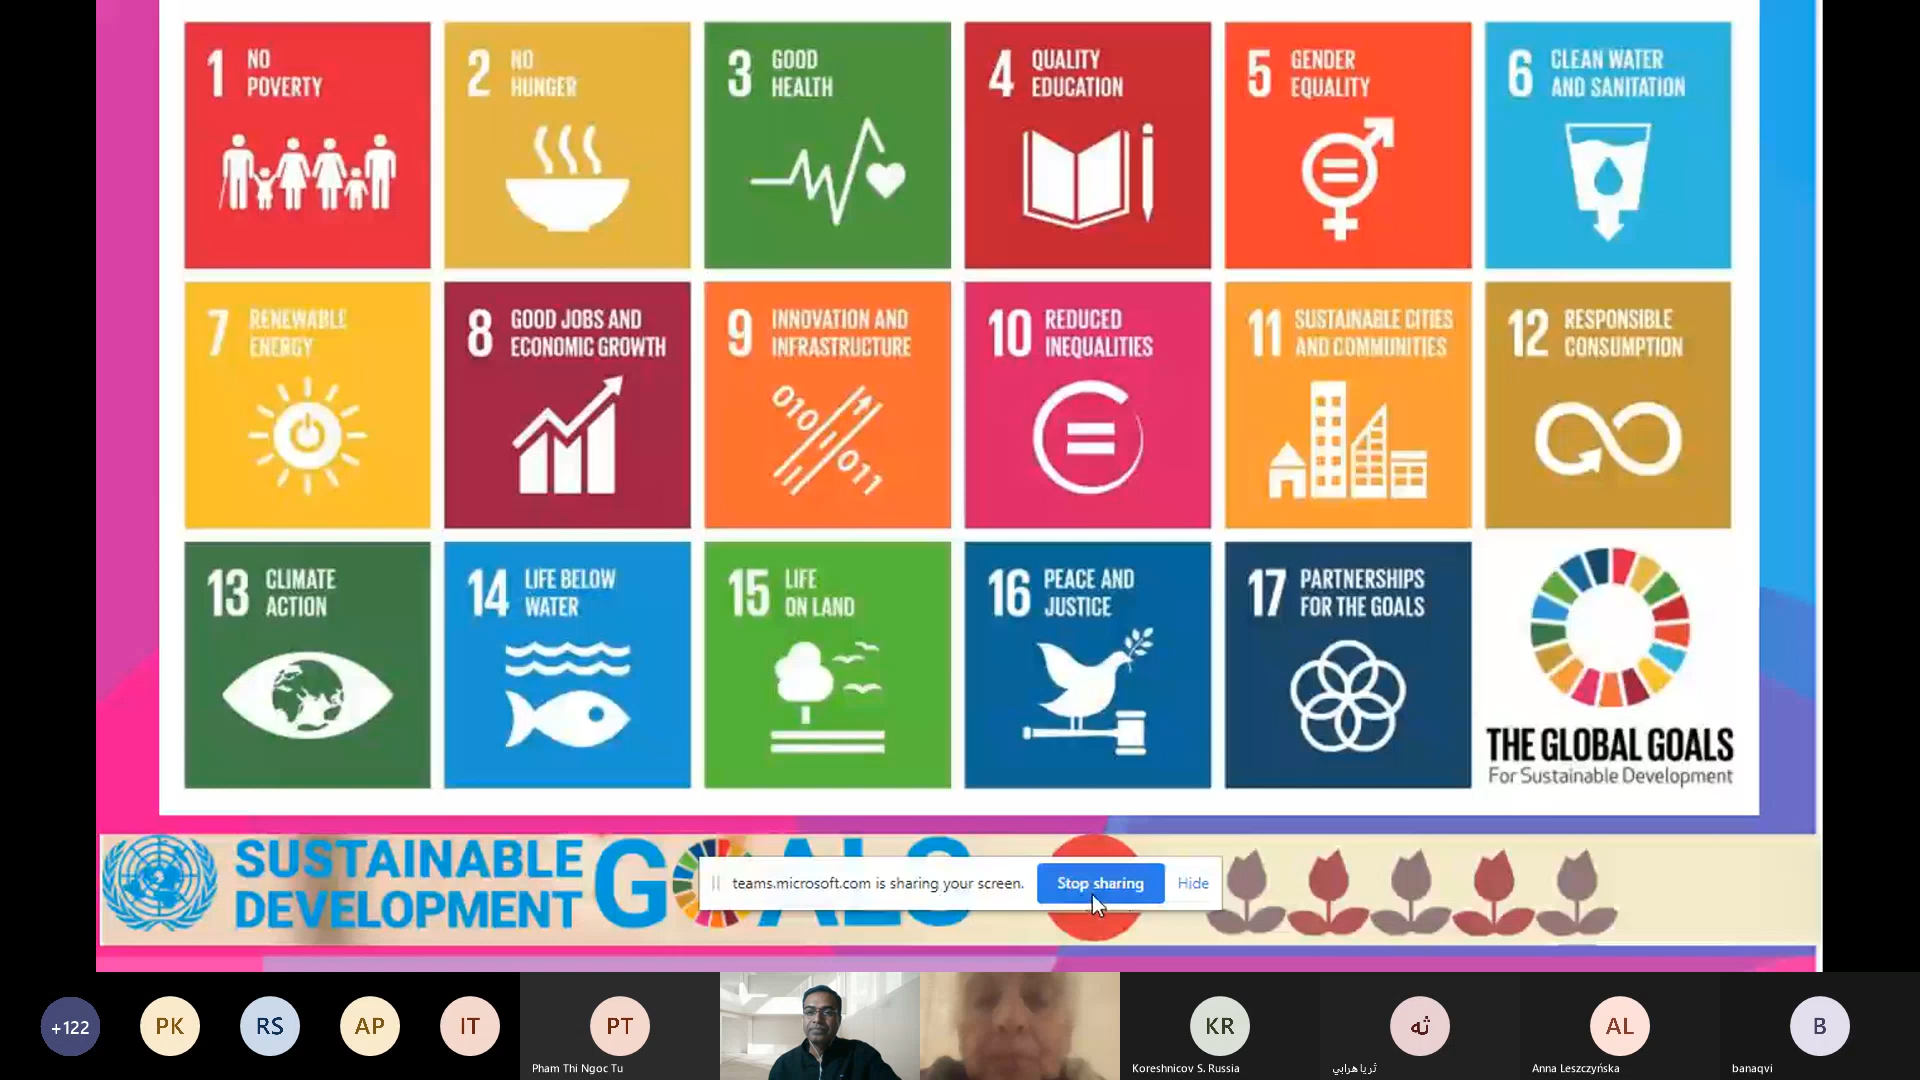 1 NO
POVERTY
2 NO
HUNGER
3 GOOD
HEALTH
4 QUALITY
EDUCATION
5 GENDER
EQUALITY
6 CLEAN WATER
AND SANITATION
7 RENEWABLE
ENERGY
8 GOOD JOBS AND
ECONOMIC GROWTH
9 INNOVATION AND
INFRASTRUCTURE
010
011
10 REDUCED
INEQUALITIES
11 SUSTAINABLE CITIES
AND COMMUNITIES
12 RESPONSIBLE
CONSUMPTION
13 CLIMATE
ACTION
14 LIFE BELOW
WATER
15 LIFE
ON LAND
16 PEACE AND
JUSTICE
17 PARTNERSHIPS
FOR THE GOALS
THE GLOBAL GOALS
For Sustainable Development
SUSTAINABLE
DEVELOPMENT
GOALS
teams.microsoft.com is sharing your screen.
Stop sharing
Hide
+122
PK
RS
AP
IT
PT
Pham Thi Ngoc Tu
KR
Koreshnicov S. Russia
ثه
ثريا هرابي
AL
Anna Leszczyńska
B
banaqvi